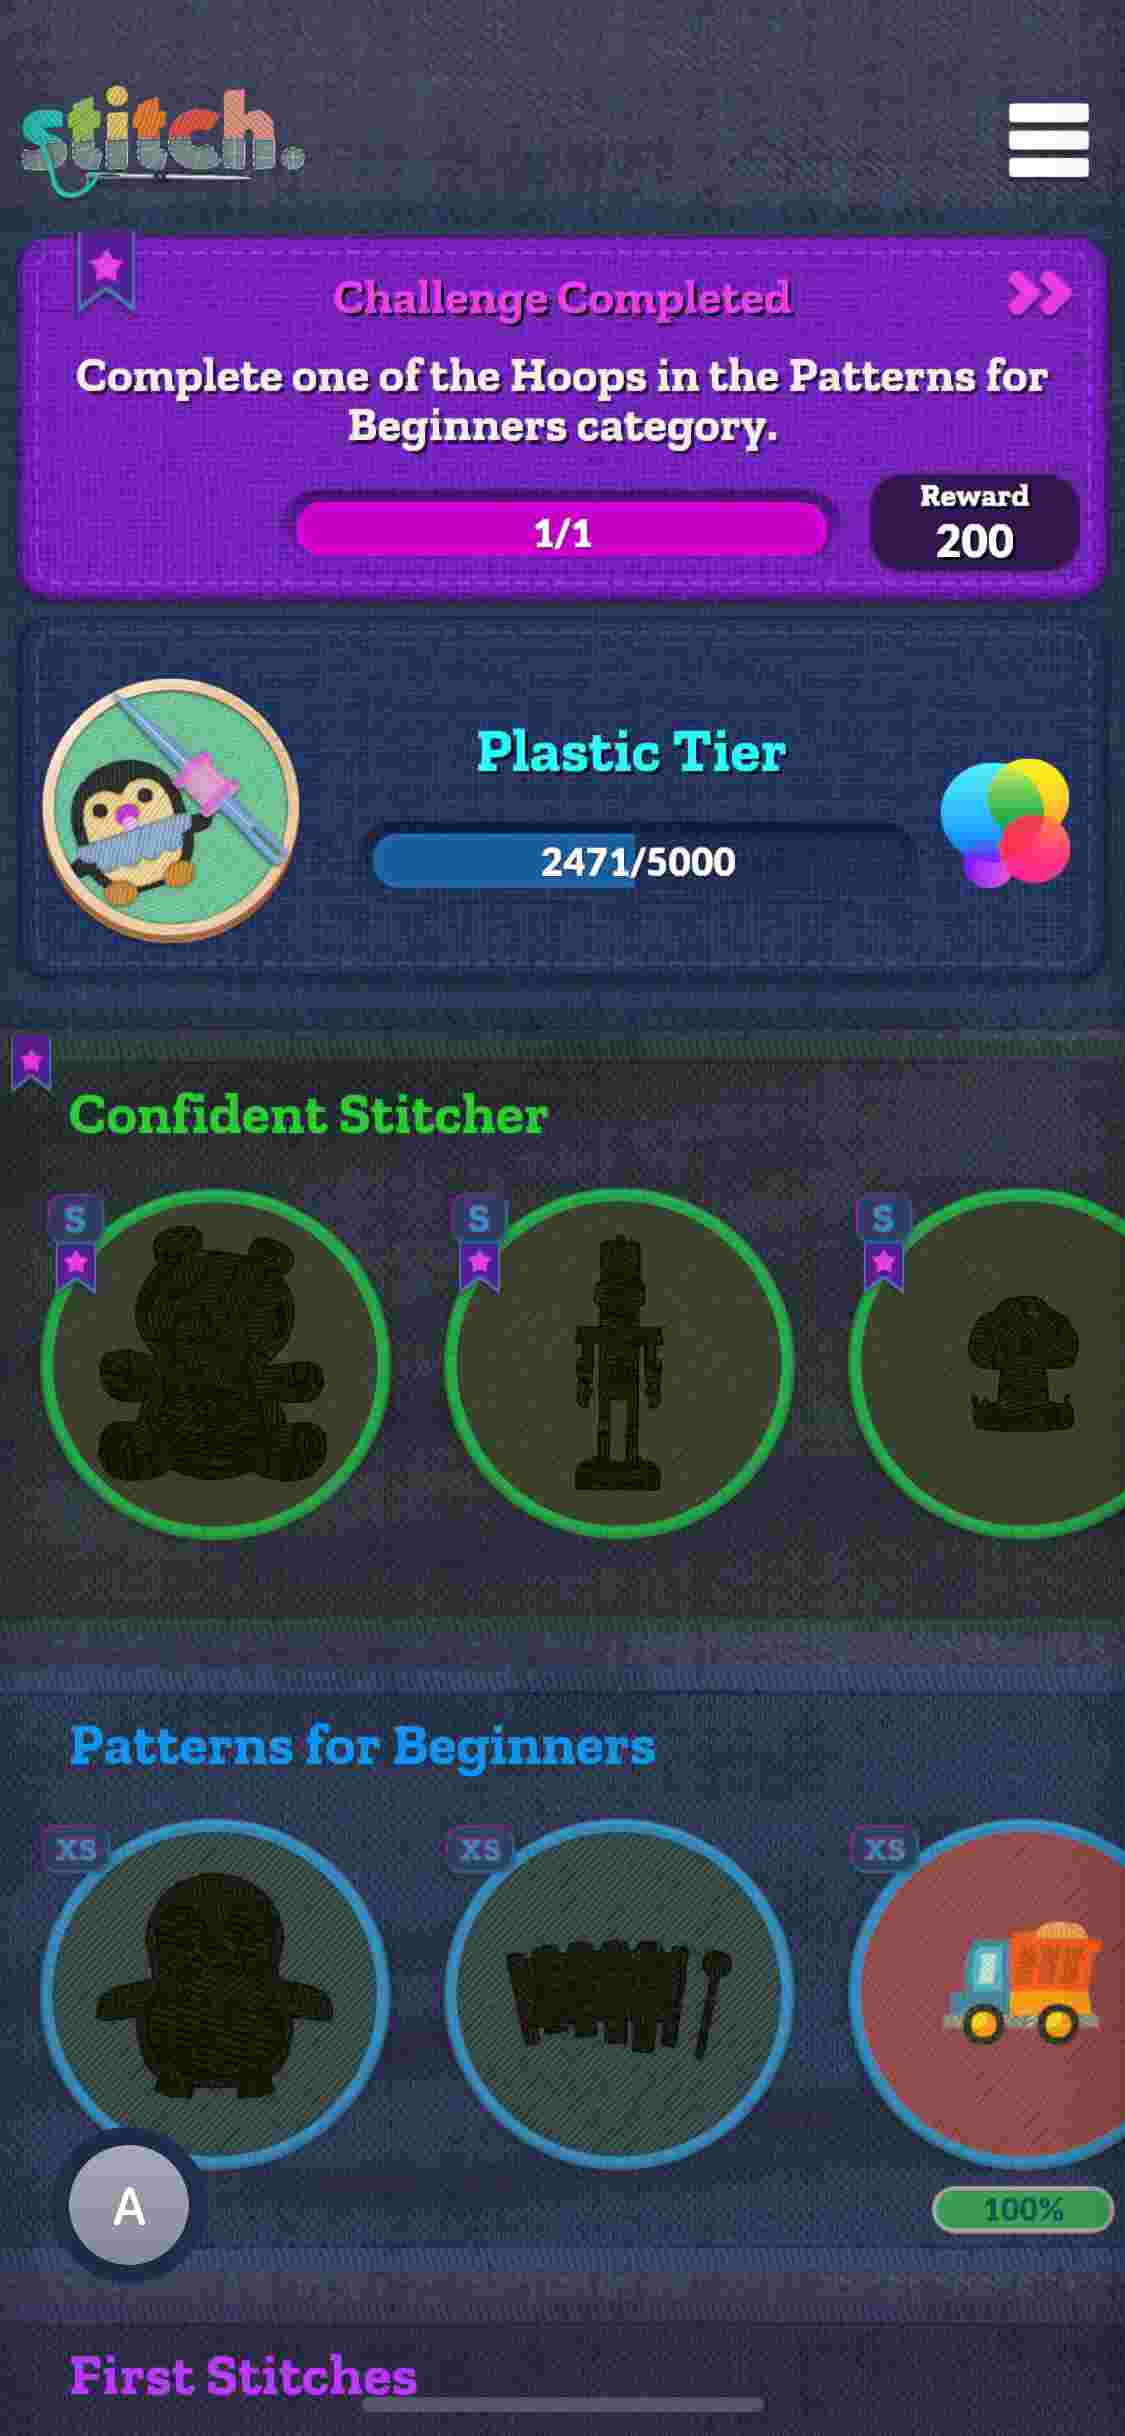 stitch.
Challenge Completed
Complete one of the Hoops in the Patterns for
Beginners category.
1/1
Reward
200
Plastic Tier
2471/5000
Confident Stitcher
S
S
S
Patterns for Beginners
XS
XS
XS
A
100%
First Stitches